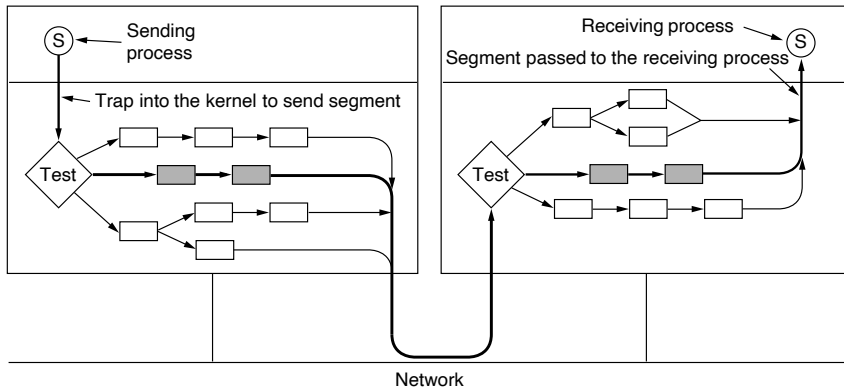 S
Sending
process
Trap into the kernel to send segment
Test
Receiving process
S
Segment passed to the receiving process
Test
Network